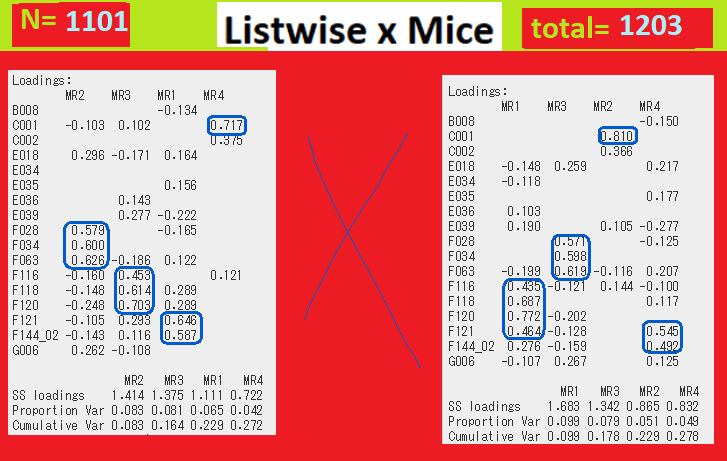 N= 1101
Listwise x Mice
total= 1203
Loadings:
MR2 MR3 MR1 MR4
B008 -0.134
C001 -0.103 0.102 0.717
C002 0.375
E018 0.296 -0.171 0.164
E034
E035 0.156
E036 0.143
E039 0.277 -0.222
F028 0.579 -0.165
F034 0.600
F063 0.626 -0.186 0.122
F116 -0.160 0.453 0.121
F118 -0.148 0.614 0.289
F120 -0.248 0.703 0.289
F121 -0.105 0.293 0.646
F144_02 -0.143 0.116 0.587
G006 0.262 -0.108
MR2 MR3 MR1 MR4
SS loadings 1.414 1.375 1.111 0.722
Proportion Var 0.083 0.081 0.065 0.042
Cumulative Var 0.083 0.164 0.229 0.272
Loadings:
MR1 MR3 MR2 MR4
B008 -0.150
C001 0.810
C002 0.366
E018 -0.148 0.259 0.217
E034 -0.118
E035 0.177
E036 0.103
E039 0.190 0.105 -0.277
F028 0.571 -0.125
F034 0.598
F063 -0.199 0.619 -0.116 0.207
F116 0.435 -0.121 0.144 -0.100
F118 0.687 0.117
F120 0.772 -0.202
F121 0.464 -0.128 0.545
F144_02 0.276 -0.159 0.492
G006 -0.107 0.267 0.125
MR1 MR3 MR2 MR4
SS loadings 1.683 1.342 0.865 0.832
Proportion Var 0.099 0.079 0.051 0.049
Cumulative Var 0.099 0.178 0.229 0.278